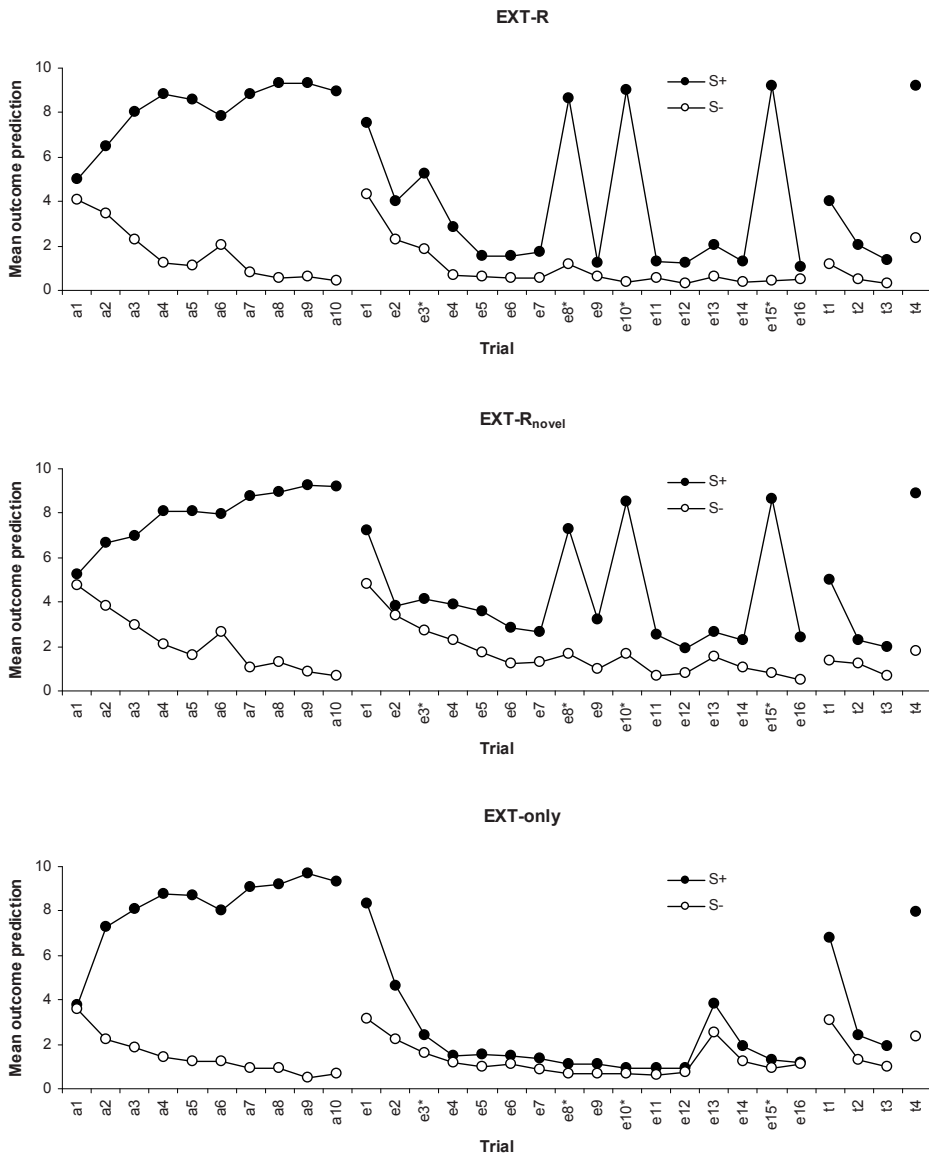 EXT-R
10
8
6
4
2
0
Mean outcome prediction
S+
S-
a1 a2 a3 a4 a5 a6 a7 a8 a9 a10 e1 e2 e3* e4 e5 e6 e7 e8* e9 e10* e11 e12 e13 e14 e15* e16 t1 t2 t3 t4
Trial
EXT-Rnovel
10
8
6
4
2
0
Mean outcome prediction
S+
S-
a1 a2 a3 a4 a5 a6 a7 a8 a9 a10 e1 e2 e3* e4 e5 e6 e7 e8* e9 e10* e11 e12 e13 e14 e15* e16 t1 t2 t3 t4
Trial
EXT-only
10
8
6
4
2
0
Mean outcome prediction
S+
S-
a1 a2 a3 a4 a5 a6 a7 a8 a9 a10 e1 e2 e3* e4 e5 e6 e7 e8* e9 e10* e11 e12 e13 e14 e15* e16 t1 t2 t3 t4
Trial